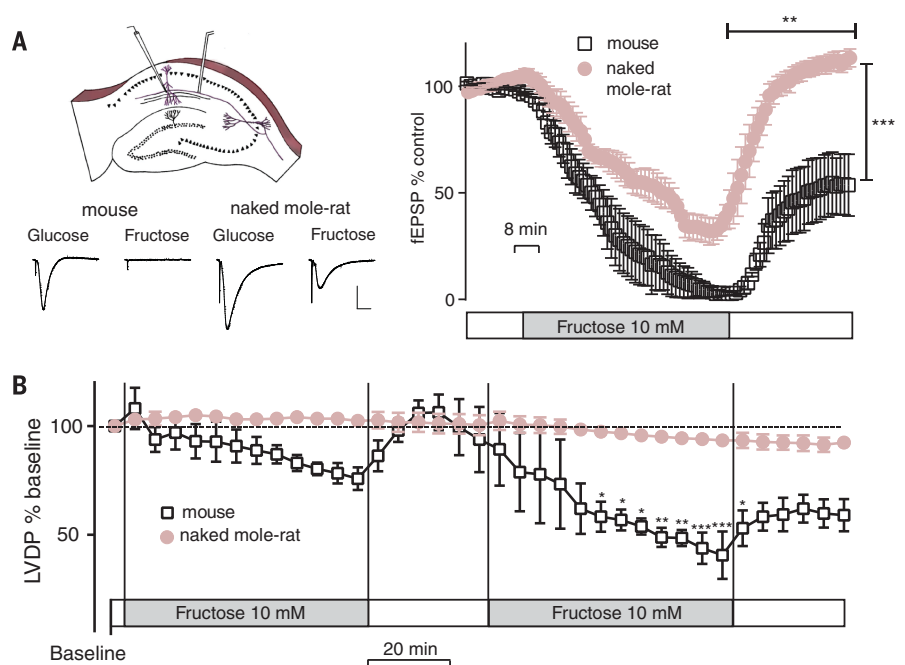 A
mouse
naked mole-rat
Glucose
Fructose
Glucose
Fructose
**
mouse
naked
mole-rat
***
fEPSP % control
100
50
0
8 min
Fructose 10 mM
B
LVDP % baseline
100
50
mouse
naked mole-rat
* * * ** ** *** *** *
Fructose 10 mM
Fructose 10 mM
Baseline
20 min